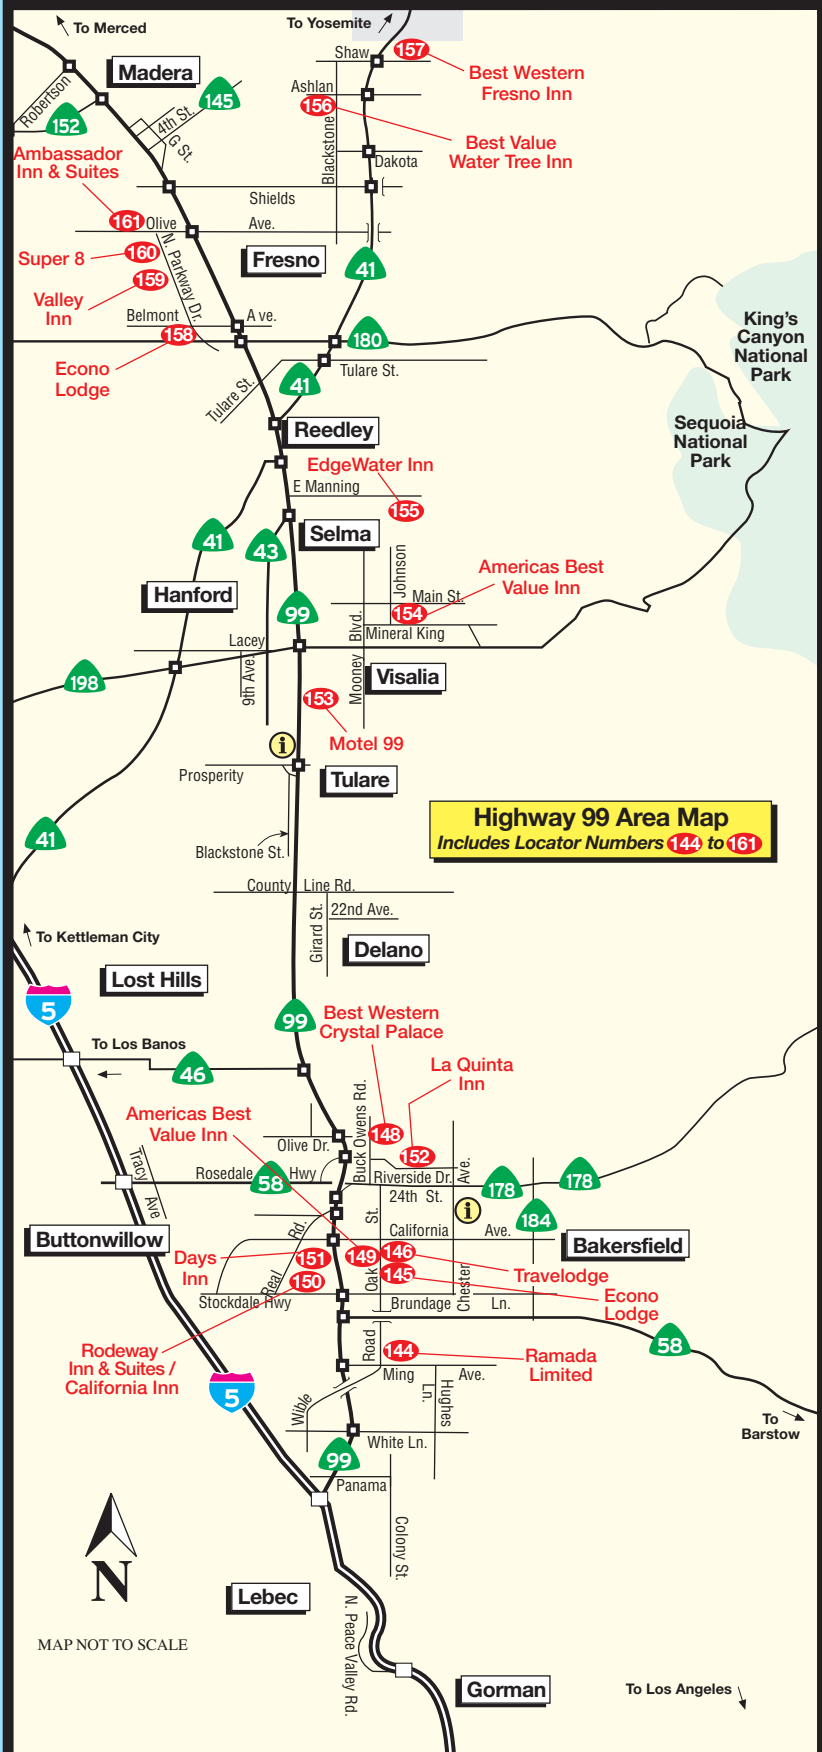 To Merced
To Yosemite
Shaw
157
Best Western
Fresno Inn
Madera
Robertson
152
4th St.
145
G St.
Ashlan
156
Blackstone
Best Value
Water Tree Inn
Dakota
Ambassador
Inn & Suites
Shields
161
Olive
Ave.
Super 8
160
N. Parkway Dr.
Fresno
41
159
Valley
Inn
Belmont
A ve.
158
180
Econo
Lodge
Tulare St.
41
Tulare St.
King's
Canyon
National
Park
Sequoia
National
Park
Reedley
EdgeWater Inn
E Manning
155
41
43
Selma
Johnson
Americas Best
Value Inn
Hanford
99
Main St.
154
Blvd.
Mineral King
Lacey
198
9th Ave.
Mooney
Visalia
153
Motel 99
i
Prosperity
Tulare
41
Blackstone St.
Highway 99 Area Map
Includes Locator Numbers 144 to 161
County Line Rd.
Girard St.
22nd Ave.
To Kettleman City
Delano
Lost Hills
5
99
Best Western
Crystal Palace
To Los Banos
46
La Quinta
Inn
Americas Best
Value Inn
Buck Owens Rd.
148
Olive Dr.
152
Tracy
Ave
Rosedale
58
Hwy
Riverside Dr.
Ave.
178
178
24th St.
i
184
St.
Buttonwillow
Rd.
California
Ave.
Bakersfield
Days
Inn
151
149
146
Travelodge
Real
150
Oak
145
Chester
Econo
Lodge
Stockdale Hwy
Brundage
Ln.
58
Rodeway
Inn & Suites /
California Inn
Road
144
Ramada
Limited
5
Ming
Ave.
Wible
Hughes
Ln.
To
Barstow
White Ln.
99
Panama
Colony St.
N
Lebec
MAP NOT TO SCALE
N. Peace Valley Rd.
Gorman
To Los Angeles